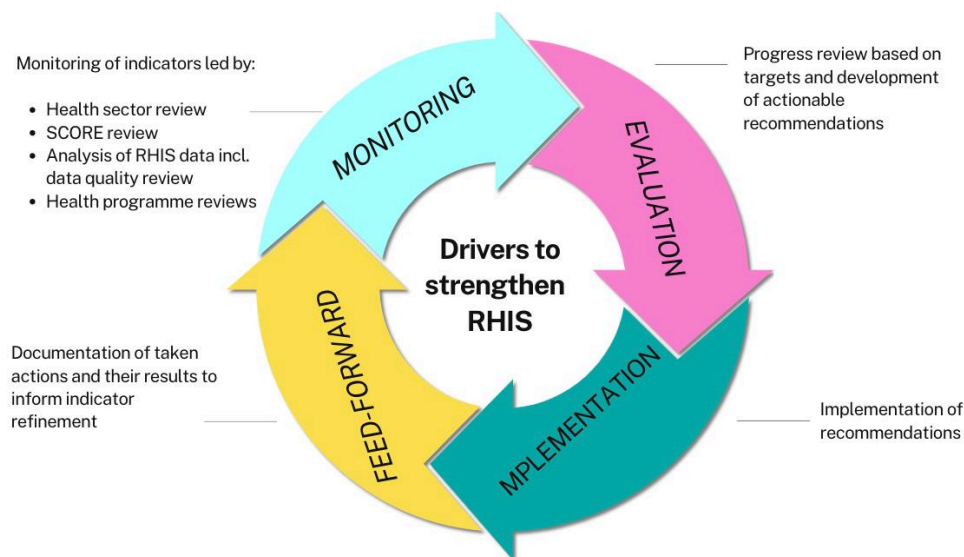 Monitoring of indicators led by:
• Health sector review
• SCORE review
• Analysis of RHIS data incl.
data quality review
• Health programme reviews
MONITORING
Progress review based on
targets and development
of actionable
recommendations
EVALUATION
Drivers to
strengthen
RHIS
Documentation of taken
actions and their results to
inform indicator
refinement
FEED-FORWARD
MPLEMENTATION
Implementation of
recommendations